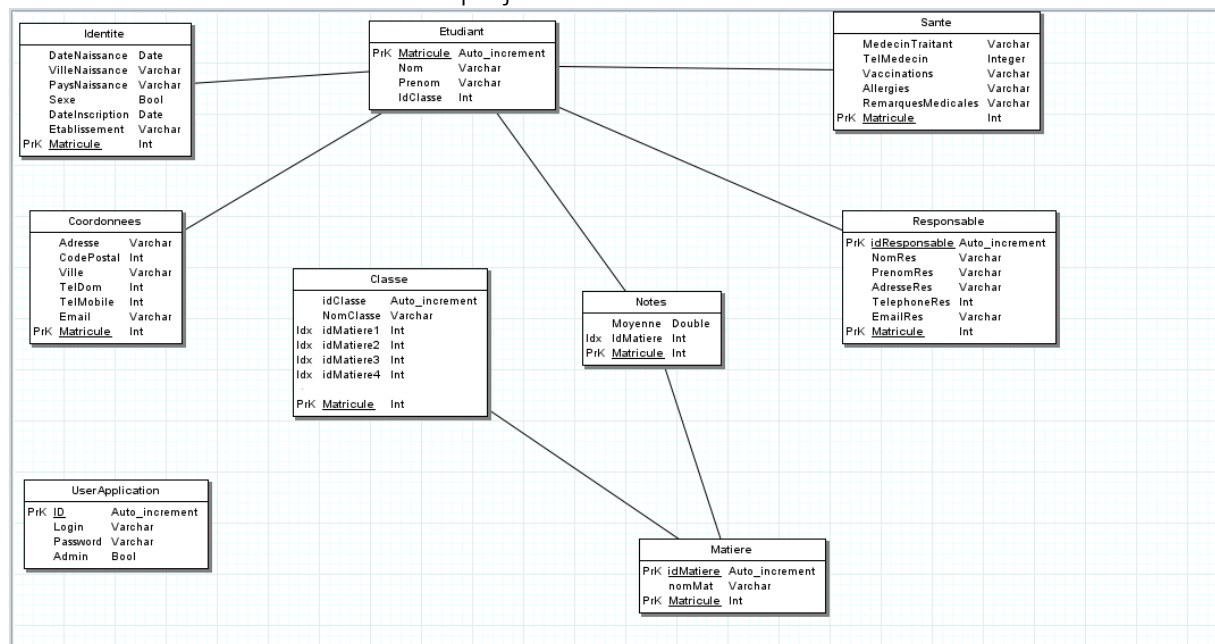 Identite
DateNaissance Date
VilleNaissance Varchar
PaysNaissance Varchar
Sexe Bool
DateInscription Date
Etablissement Varchar
PrK Matricule Int
Etudiant
PrK Matricule Auto_increment
Nom Varchar
Prenom Varchar
IdClasse Int
Sante
MedecinTraitant Varchar
TelMedecin Integer
Vaccinations Varchar
Allergies Varchar
RemarquesMedicales Varchar
PrK Matricule Int
Coordonnees
Adresse Varchar
CodePostal Int
Ville Varchar
TelDom Int
TelMobile Int
Email Varchar
PrK Matricule Int
Classe
idClasse Auto_increment
NomClasse Varchar
Idx idMatiere1 Int
Idx idMatiere2 Int
Idx idMatiere3 Int
Idx idMatiere4 Int
PrK Matricule Int
Notes
Moyenne Double
Idx IdMatiere Int
PrK Matricule Int
Responsable
PrK idResponsable Auto_increment
NomRes Varchar
PrenomRes Varchar
AdresseRes Varchar
TelephoneRes Int
EmailRes Varchar
PrK Matricule Int
UserApplication
PrK ID Auto_increment
Login Varchar
Password Varchar
Admin Bool
Matiere
PrK idMatiere Auto_increment
nomMat Varchar
PrK Matricule Int